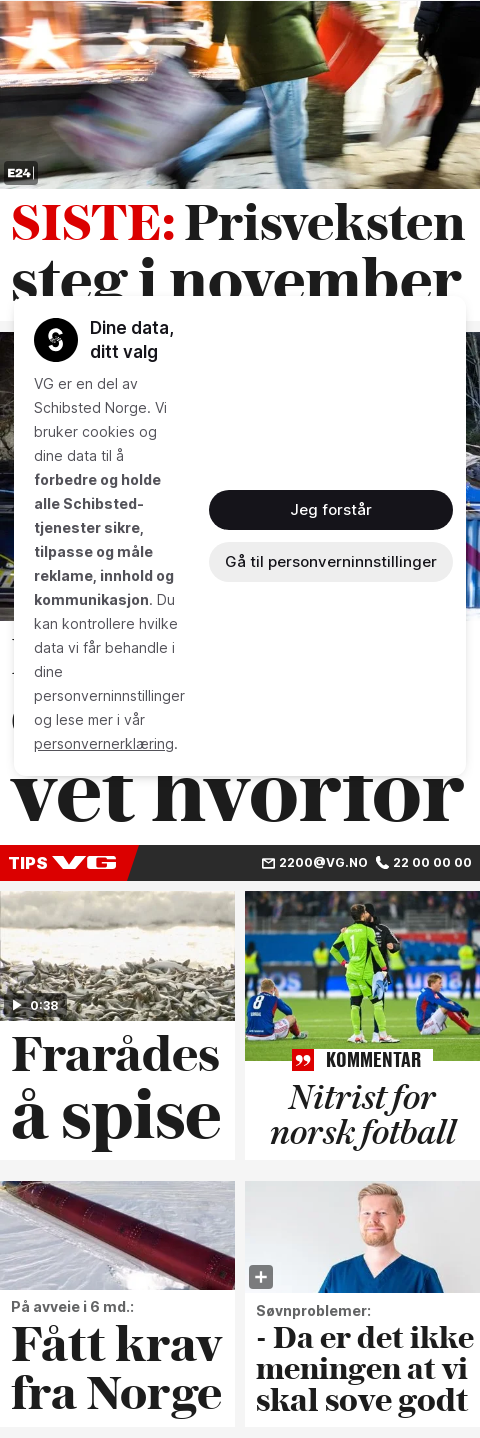 E24
SISTE: Prisveksten
steg i november
Dine data,
ditt valg
VG er en del av
Schibsted Norge. Vi
bruker cookies og
dine data til å
forbedre og holde
alle Schibsted-
tjenester sikre,
tilpasse og måle
reklame, innhold og
kommunikasjon. Du
kan kontrollere hvilke
data vi får behandle i
dine
personverninnstillinger
og lese mer i vår
personvernerklæring.
Jeg forstår
Gå til personverninnstillinger
vet hvorfor
TIPS VG 2200@VG.NO 22 00 00 00
0:38
Frarådes
å spise
1
8
KOMMENTAR
Nitrist for
norsk fotball
På avveie i 6 md.:
Fått krav
fra Norge
Søvnproblemer:
- Da er det ikke
meningen at vi
skal sove godt